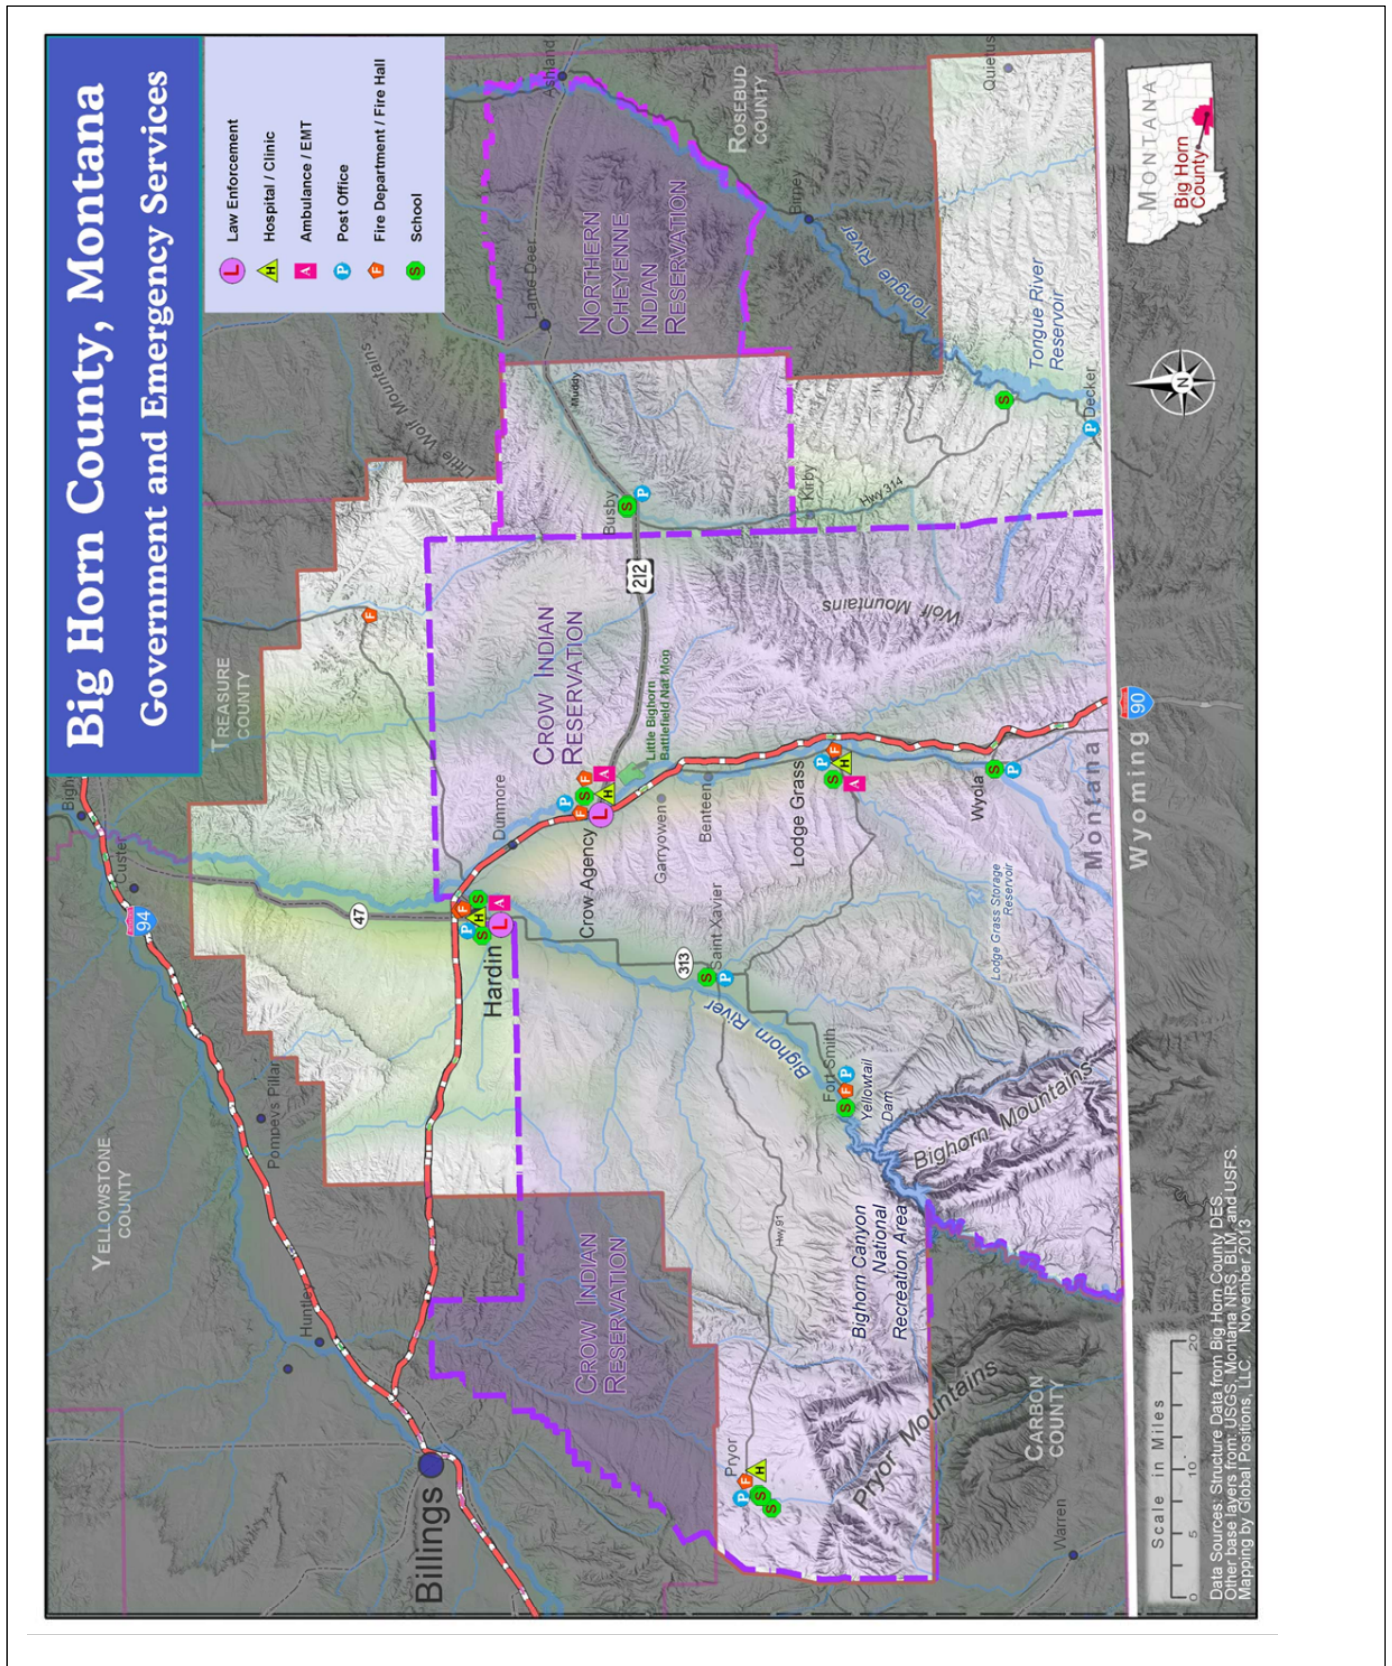 Big Horn County, Montana
Government and Emergency Services
L Law Enforcement
H Hospital / Clinic
A Ambulance / EMT
P Post Office
F Fire Department / Fire Hall
S School
YELLOWSTONE
COUNTY
TREASURE
COUNTY
ROSEBUD
COUNTY
CARBON
COUNTY
Bigh
Custer
94
Pompeys Pillar
Huntley
Billings
47
Hardin
Dunmore
Crow Agency
Garryowen
Benteen
Lodge Grass
Wyola
Little Bighorn
Battlefield Nat Mon
212
Busby
Muddy
Lame Deer
Ashland
Birney
Kirby
Hwy 314
Decker
Quietus
Little Wolf Mountains
Wolf Mountains
CROW INDIAN
RESERVATION
NORTHERN
CHEYENNE
INDIAN
RESERVATION
Tongue River
Tongue River
Reservoir
CROW INDIAN
RESERVATION
313
Saint Xavier
Bighorn River
Fort Smith
Yellowtail
Dam
Lodge Grass Storage
Reservoir
Bighorn Mountains
Bighorn Canyon
National
Recreation Area
Hwy 91
Pryor
Pryor Mountains
Warren
Montana
Wyoming
90
N
MONTANA
Big Horn
County
Scale in Miles
0 5 10 20
Data Sources: Structure Data from Big Horn County DES.
Other base layers from: USGS, Montana NRS, BLM, and USFS.
Mapping by Global Positions, LLC. November 2013